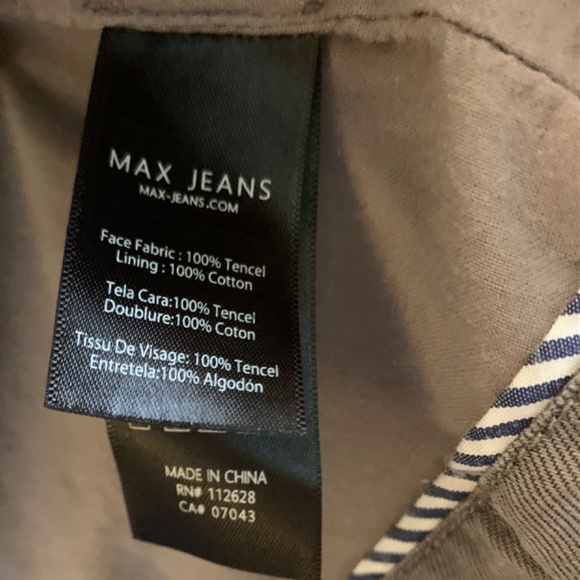 MAX JEANS
MAX-JEANS.COM
Face Fabric : 100% Tencel
Lining : 100% Cotton
Tela Cara:100% Tencel
Doublure:100% Coton
Tissu De Visage: 100% Tencel
Entretela:100% Algodón
MADE IN CHINA
RN# 112628
CA# 07043